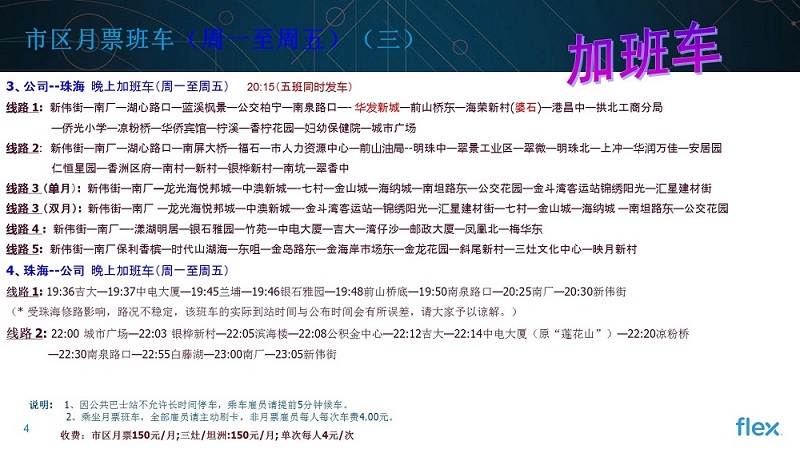 市区月票班车（周一至周五）（三）
加班车
3、公司--珠海 晚上加班车(周一至周五) 20:15(五班同时发车)
线路 1: 新伟街—南厂—湖心路口—蓝溪枫景—公交柏宁—南泉路口—- 华发新城—前山桥东—海荣新村(婆石)—港昌中—拱北工商分局
—侨光小学—凉粉桥—华侨宾馆—柠溪—香柠花园—妇幼保健院—城市广场
线路 2: 新伟街—南厂—湖心路口—南屏大桥—福石—市人力资源中心—前山油局--明珠中—翠景工业区—翠微—明珠北—上冲—华润万佳—安居园
仁恒星园—香洲区府—南村—新村—银桦新村—南坑—翠香中
线路 3 (单月): 新伟街—南厂—龙光海悦邦城—中澳新城—-七村—金山城—海纳城—南坦路东—公交花园—金斗湾客运站锦绣阳光—汇星建材街
线路 3 (双月): 新伟街—南厂 —龙光海悦邦城—中澳新城—-金斗湾客运站—锦绣阳光—汇星建材街—七村—金山城—海纳城 —南坦路东—公交花园
线路 4 : 新伟街—南厂—-漾湖明居—银石雅园—竹苑—中电大厦—吉大—湾仔沙—邮政大厦—凤凰北—梅华东
线路 5: 新伟街—南厂保利香槟—时代山湖海—东咀—金岛路东—金海岸市场东—金龙花园—斜尾新村—三灶文化中心—映月新村
4、珠海--公司 晚上加班车(周一至周五)
线路 1: 19:36吉大—19:37中电大厦—19:45兰埔—19:46银石雅园—19:48前山桥底—19:50南泉路口—20:25南厂—20:30新伟街
（* 受珠海修路影响，路况不稳定，该班车的实际到站时间与公布时间会有所误差，请大家予以谅解。）
线路 2: 22:00 城市广场—22:03 银桦新村—22:05滨海楼—22:08公积金中心—22:12吉大—22:14中电大厦（原“莲花山”）—22:20凉粉桥
—22:30南泉路口—22:55白藤湖—23:00南厂—23:05新伟街
说明: 1、因公共巴士站不允许长时间停车，乘车雇员请提前5分钟候车。
2、乘坐月票班车，全部雇员请主动刷卡，非月票雇员每人每次车费4.00元。
收费：市区月票150元/月;三灶/坦洲:150元/月; 单次每人4元/次
4
flex